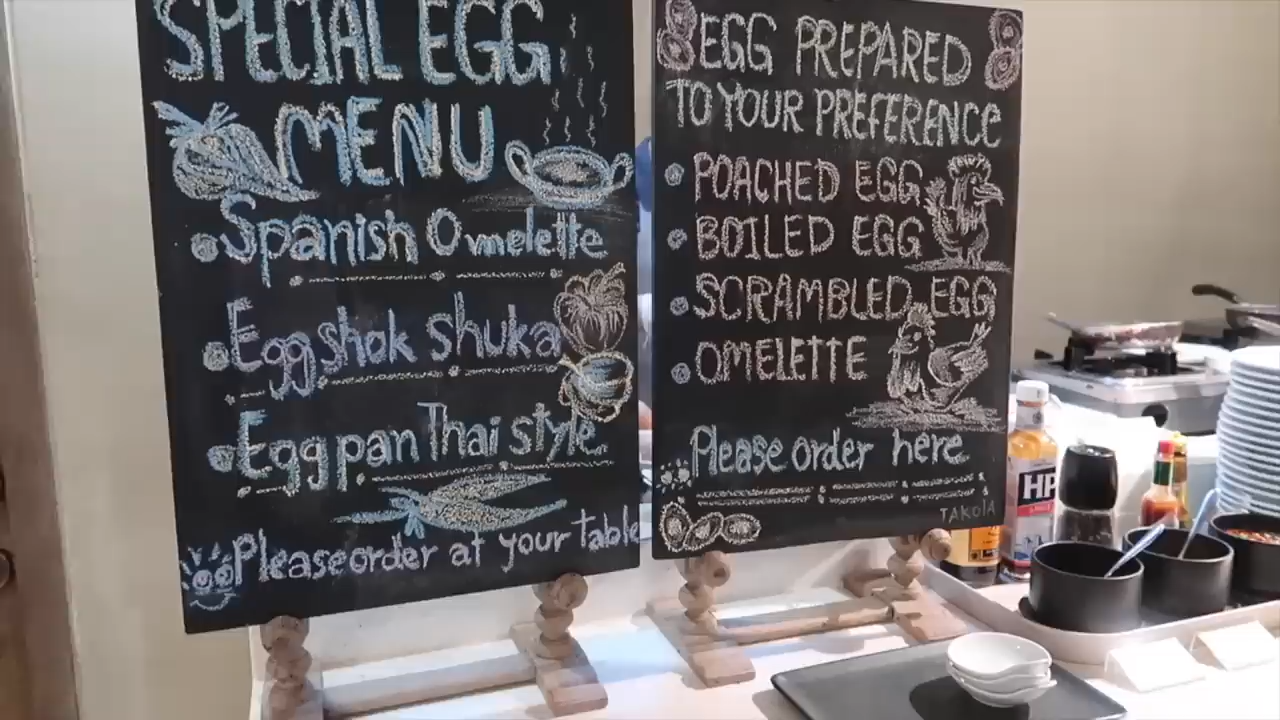 SPECIAL EGG
MENU
Spanish Omelette
Egg shok shuka
Egg pan Thai style
Please order at your table
EGG PREPARED
TO YOUR PREFERENCE
POACHED EGG
BOILED EGG
SCRAMBLED EGG
OMELETTE
Please order here
TAKOLA
HP